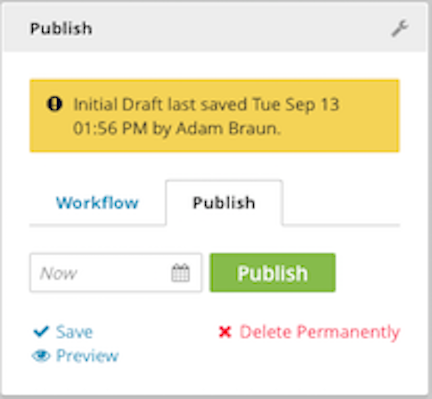 Publish
Initial Draft last saved Tue Sep 13
01:56 PM by Adam Braun.
Workflow
Publish
Now
Publish
Save
Delete Permanently
Preview